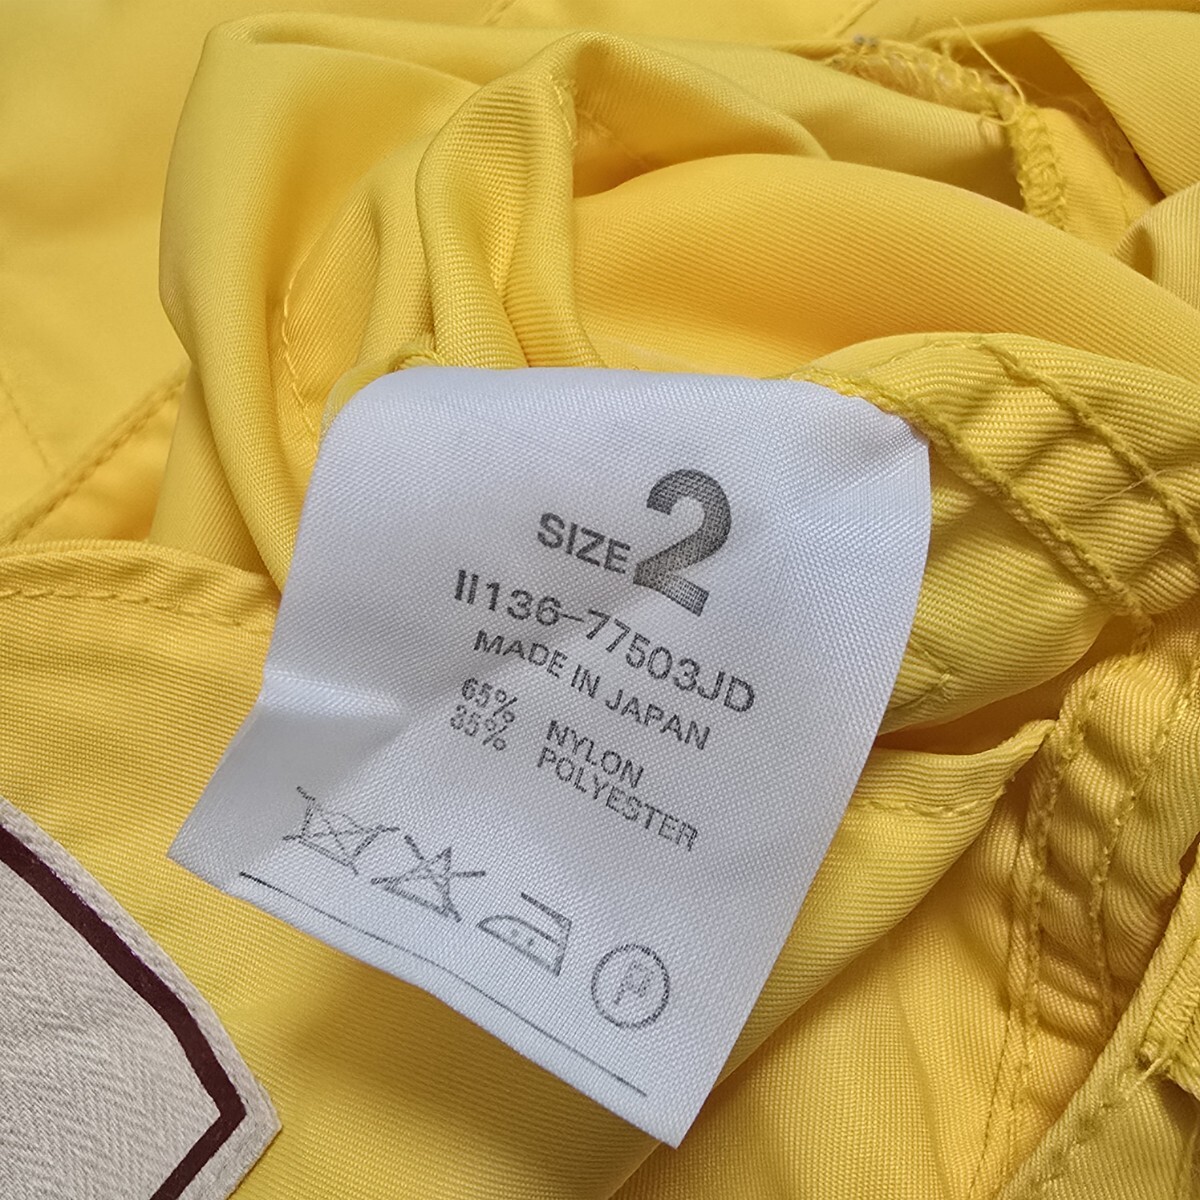 SIZE 2
II136-77503JD
MADE IN JAPAN
65% NYLON
35% POLYESTER
P